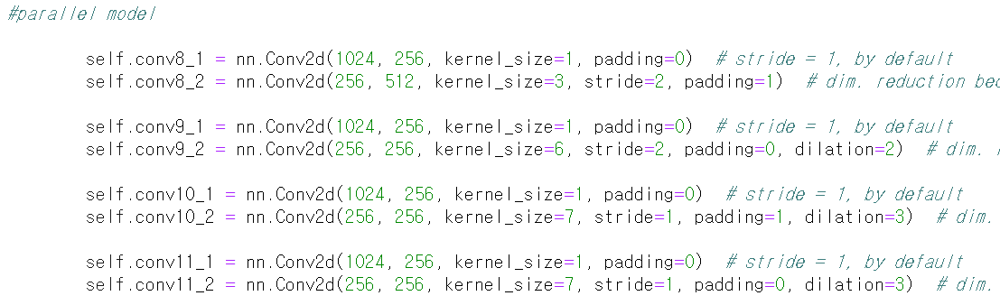 #parallel model
self.conv8_1 = nn.Conv2d(1024, 256, kernel_size=1, padding=0)  # stride = 1, by default
self.conv8_2 = nn.Conv2d(256, 512, kernel_size=3, stride=2, padding=1)  # dim. reduction bec
self.conv9_1 = nn.Conv2d(1024, 256, kernel_size=1, padding=0)  # stride = 1, by default
self.conv9_2 = nn.Conv2d(256, 256, kernel_size=6, stride=2, padding=0, dilation=2)  # dim.
self.conv10_1 = nn.Conv2d(1024, 256, kernel_size=1, padding=0)  # stride = 1, by default
self.conv10_2 = nn.Conv2d(256, 256, kernel_size=7, stride=1, padding=1, dilation=3)  # dim.
self.conv11_1 = nn.Conv2d(1024, 256, kernel_size=1, padding=0)  # stride = 1, by default
self.conv11_2 = nn.Conv2d(256, 256, kernel_size=7, stride=1, padding=0, dilation=3)  # dim.